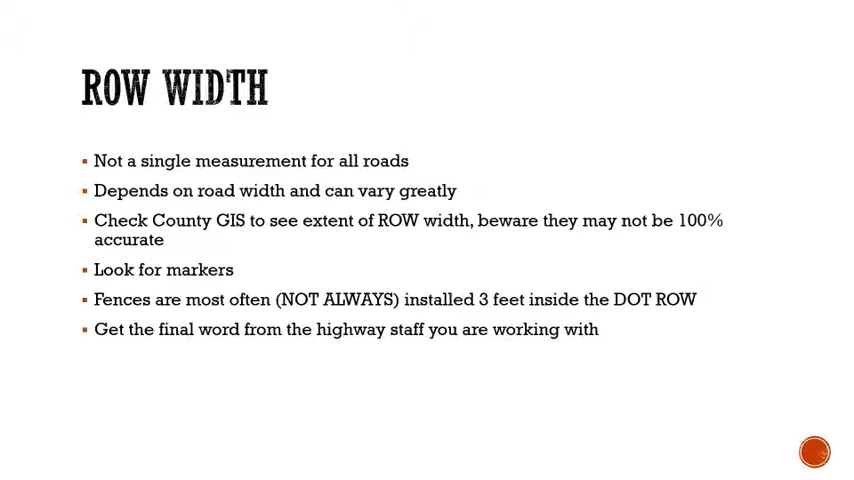 ROW WIDTH
▪ Not a single measurement for all roads
▪ Depends on road width and can vary greatly
▪ Check County GIS to see extent of ROW width, beware they may not be 100%
accurate
▪ Look for markers
▪ Fences are most often (NOT ALWAYS) installed 3 feet inside the DOT ROW
▪ Get the final word from the highway staff you are working with